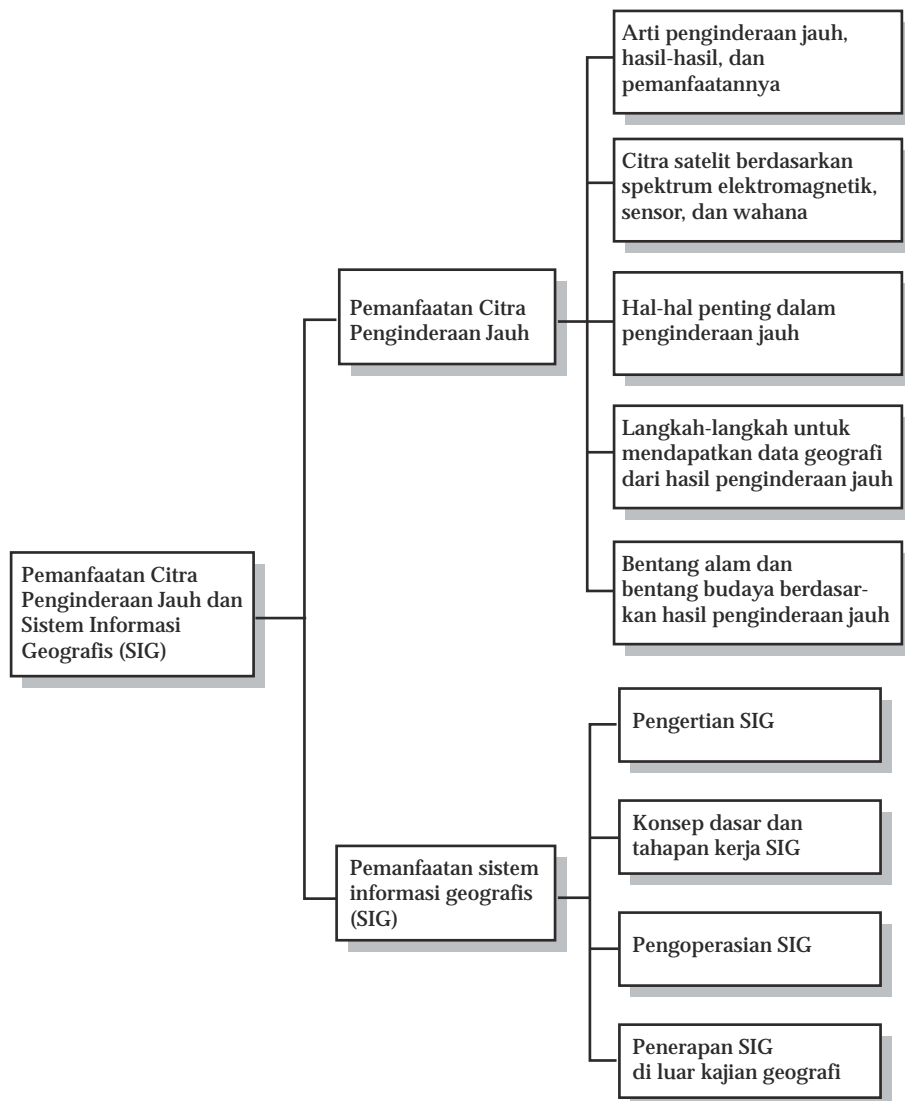 Arti penginderaan jauh,
hasil-hasil, dan
pemanfaatannya
Citra satelit berdasarkan
spektrum elektromagnetik,
sensor, dan wahana
Pemanfaatan Citra
Penginderaan Jauh
Hal-hal penting dalam
penginderaan jauh
Langkah-langkah untuk
mendapatkan data geografi
dari hasil penginderaan jauh
Bentang alam dan
bentang budaya berdasar-
kan hasil penginderaan jauh
Pemanfaatan Citra
Penginderaan Jauh dan
Sistem Informasi
Geografis (SIG)
Pengertian SIG
Konsep dasar dan
tahapan kerja SIG
Pemanfaatan sistem
informasi geografis
(SIG)
Pengoperasian SIG
Penerapan SIG
di luar kajian geografi